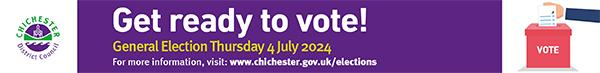 CHICHESTER
District Council
Get ready to vote!
General Election Thursday 4 July 2024
For more information, visit: www.chichester.gov.uk/elections
VOTE